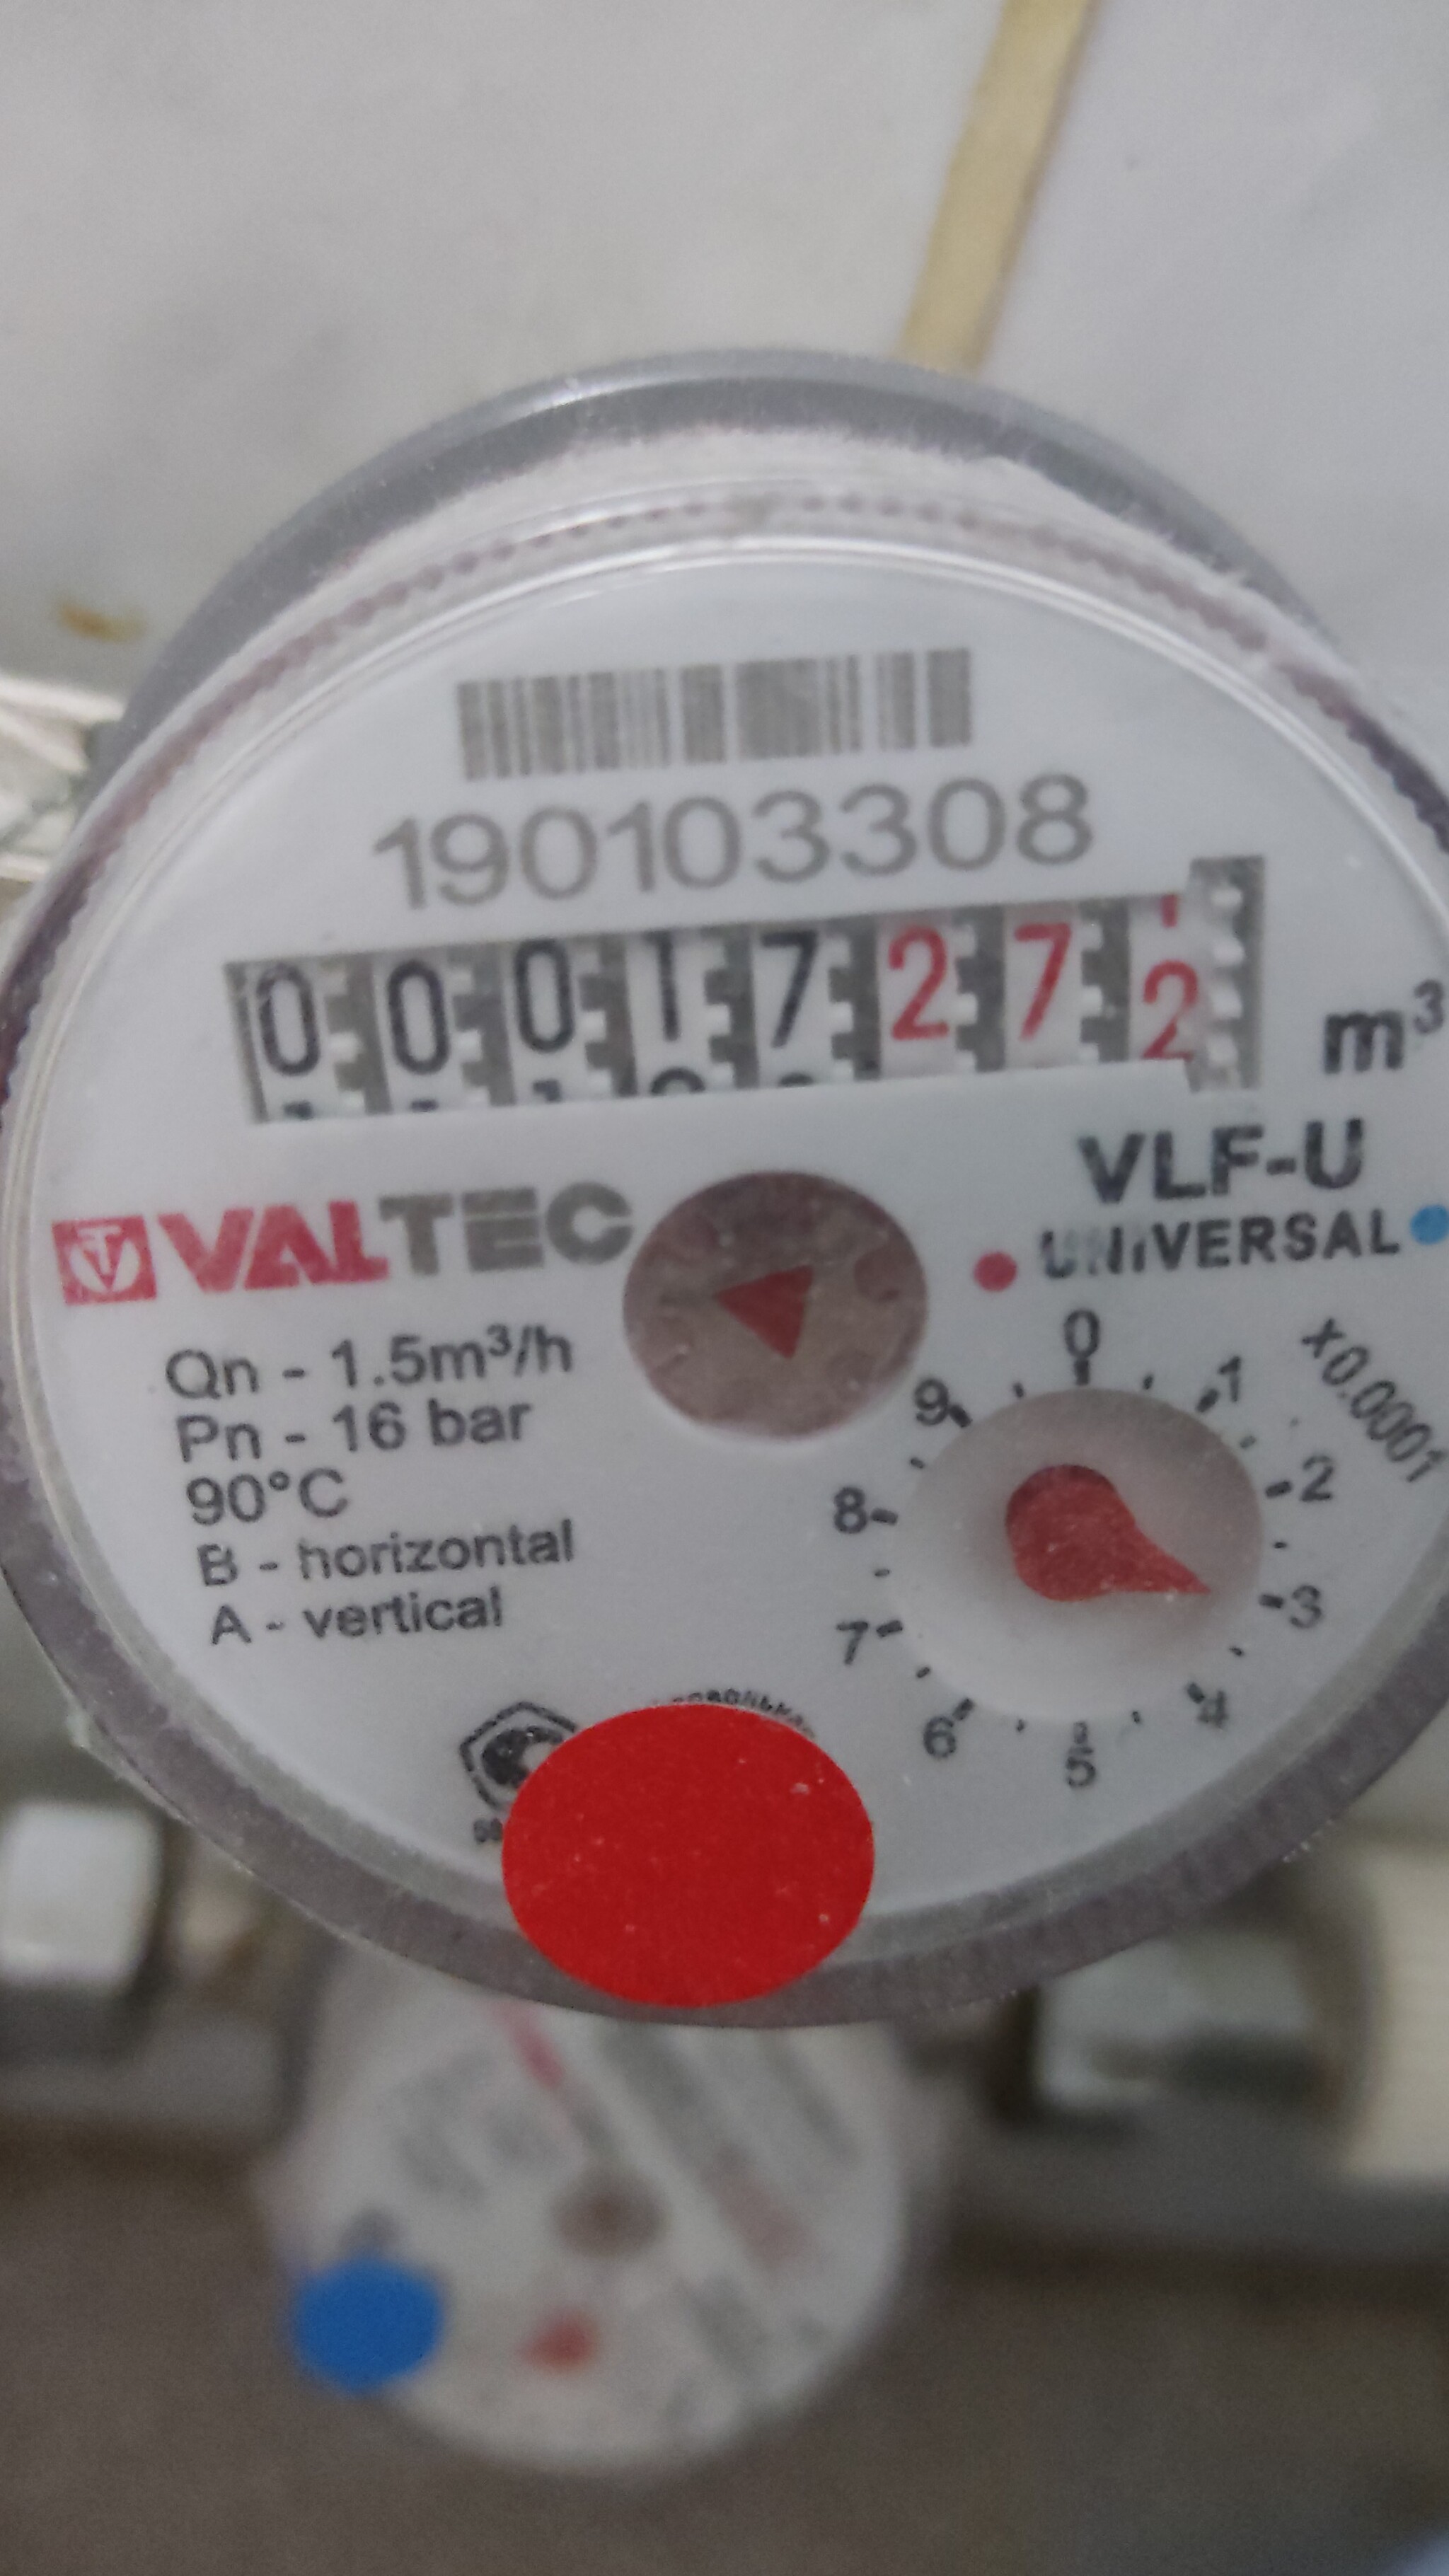 190103308
00017272
m³
VLF-U
VALTEC
UNIVERSAL
Qn - 1.5m³/h
Pn - 16 bar
90°C
B - horizontal
A - vertical
x0.0001
0
1
2
3
4
5
6
7
8
9